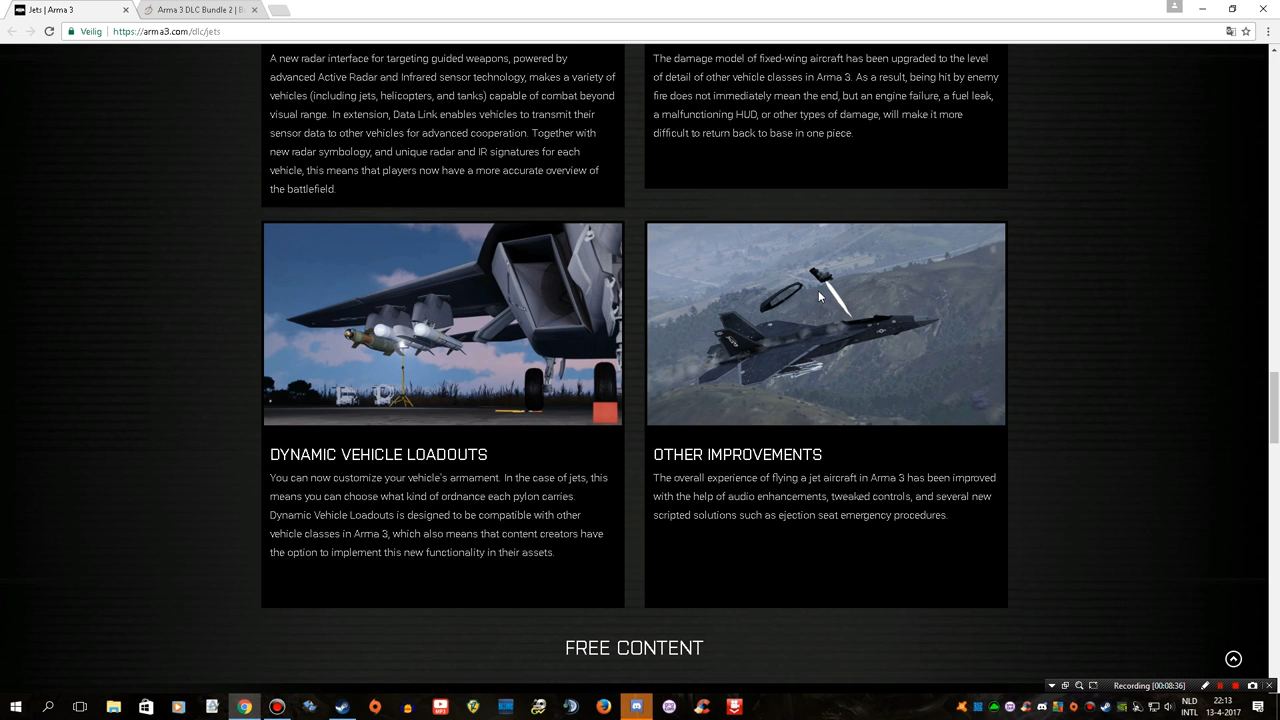 Jets | Arma 3
Arma 3 DLC Bundle 2 | B
Veilig
https://arma3.com/dlc/jets
A new radar interface for targeting guided weapons, powered by
advanced Active Radar and Infrared sensor technology, makes a variety of
vehicles (including jets, helicopters, and tanks) capable of combat beyond
visual range. In extension, Data Link enables vehicles to transmit their
sensor data to other vehicles for advanced cooperation. Together with
new radar symbology, and unique radar and IR signatures for each
vehicle, this means that players now have a more accurate overview of
the battlefield.
The damage model of fixed-wing aircraft has been upgraded to the level
of detail of other vehicle classes in Arma 3. As a result, being hit by enemy
fire does not immediately mean the end, but an engine failure, a fuel leak,
a malfunctioning HUD, or other types of damage, will make it more
difficult to return back to base in one piece.
DYNAMIC VEHICLE LOADOUTS
You can now customize your vehicle's armament. In the case of jets, this
means you can choose what kind of ordnance each pylon carries.
Dynamic Vehicle Loadouts is designed to be compatible with other
vehicle classes in Arma 3, which also means that content creators have
the option to implement this new functionality in their assets.
OTHER IMPROVEMENTS
The overall experience of flying a jet aircraft in Arma 3 has been improved
with the help of audio enhancements, tweaked controls, and several new
scripted solutions such as ejection seat emergency procedures.
FREE CONTENT
Recording [00:08:36]
MP3
NLD
INTL
22:13
13-4-2017